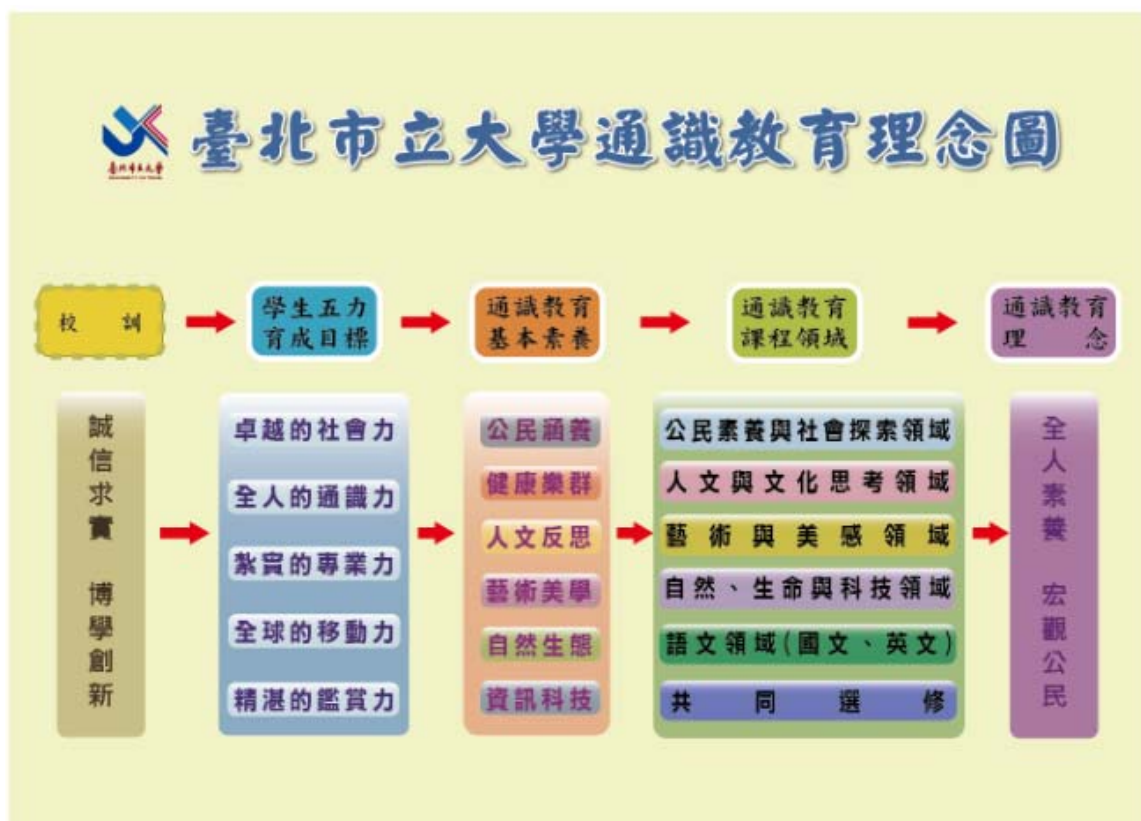 臺北市立大學通識教育理念圖
臺北市立大學
校訓
學生五力
育成目標
通識教育
基本素養
通識教育
課程領域
通識教育
理念
誠信求實 博學創新
卓越的社會力
全人的通識力
紮實的專業力
全球的移動力
精湛的鑑賞力
公民涵養
健康樂群
人文反思
藝術美學
自然生態
資訊科技
公民素養與社會探索領域
人文與文化思考領域
藝術與美感領域
自然、生命與科技領域
語文領域(國文、英文)
共同選修
全人素養 宏觀公民